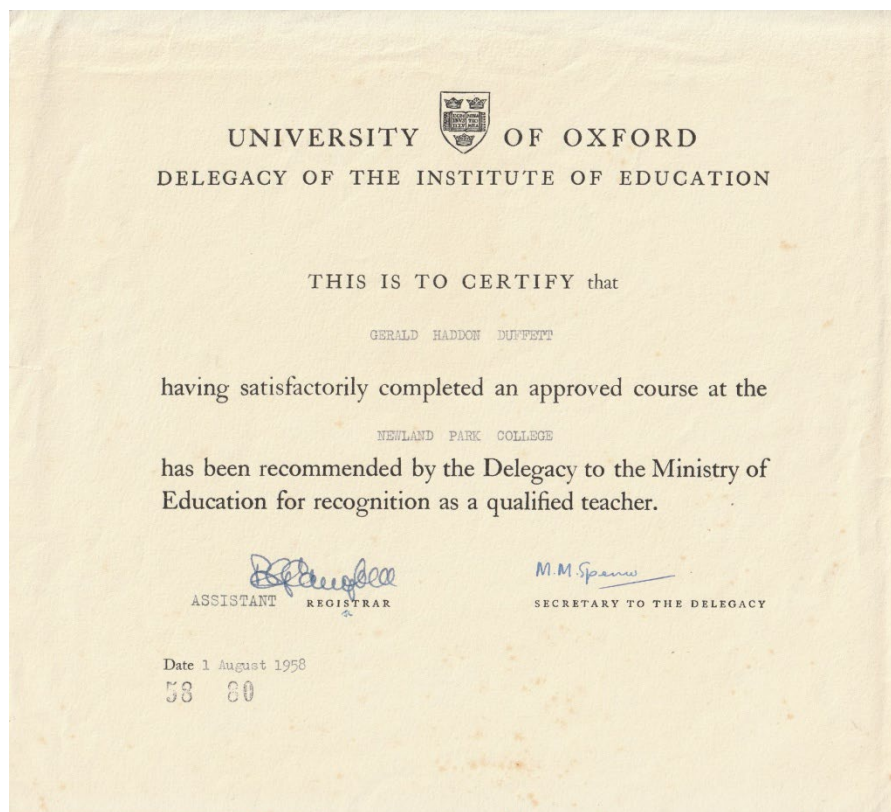 UNIVERSITY OF OXFORD
DELEGACY OF THE INSTITUTE OF EDUCATION
THIS IS TO CERTIFY that
GERALD HADDON DUFFETT
having satisfactorily completed an approved course at the
NEWLAND PARK COLLEGE
has been recommended by the Delegacy to the Ministry of
Education for recognition as a qualified teacher.
M.M.
ASSISTANT REGISTRAR SECRETARY TO THE DELEGACY
Date 1 August 1958
58 80